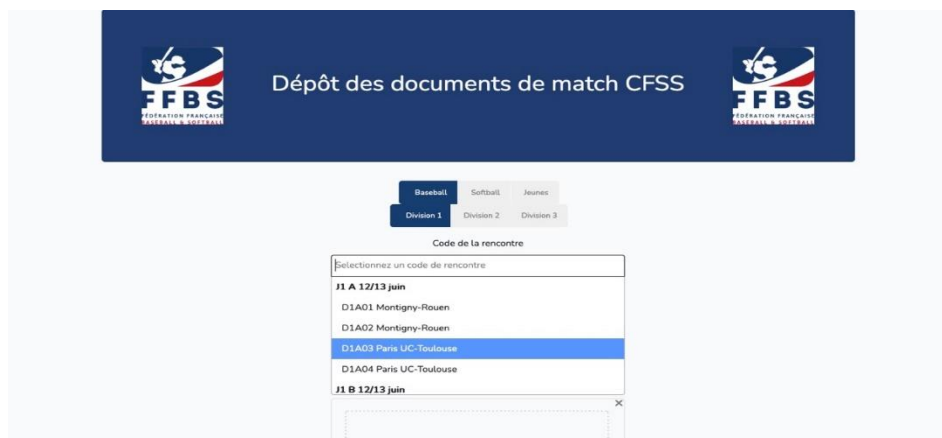 FFBS
FÉDÉRATION FRANÇAISE
BASEBALL & SOFTBALL
Dépôt des documents de match CFSS
FFBS
FÉDÉRATION FRANÇAISE
BASEBALL & SOFTBALL
Baseball Softball Jeunes
Division 1 Division 2 Division 3
Code de la rencontre
Selectionnez un code de rencontre
J1 A 12/13 juin
D1A01 Montigny-Rouen
D1A02 Montigny-Rouen
D1A03 Paris UC-Toulouse
D1A04 Paris UC-Toulouse
J1 B 12/13 juin
×